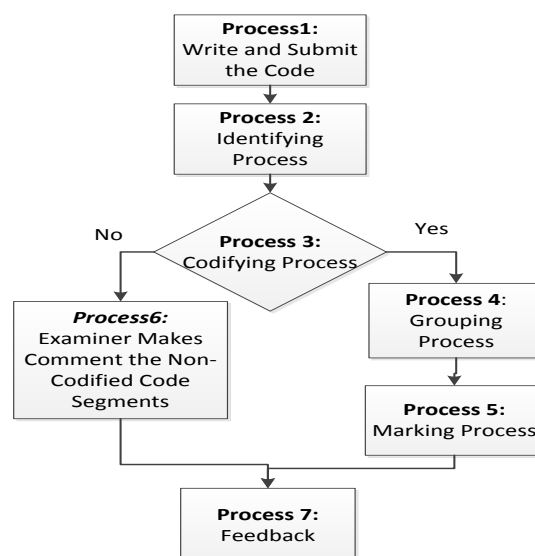 Process1:
Write and Submit
the Code
Process 2:
Identifying
Process
No
Yes
Process 3:
Codifying Process
Process6:
Examiner Makes
Comment the Non-
Codified Code
Segments
Process 4:
Grouping
Process
Process 5:
Marking Process
Process 7:
Feedback